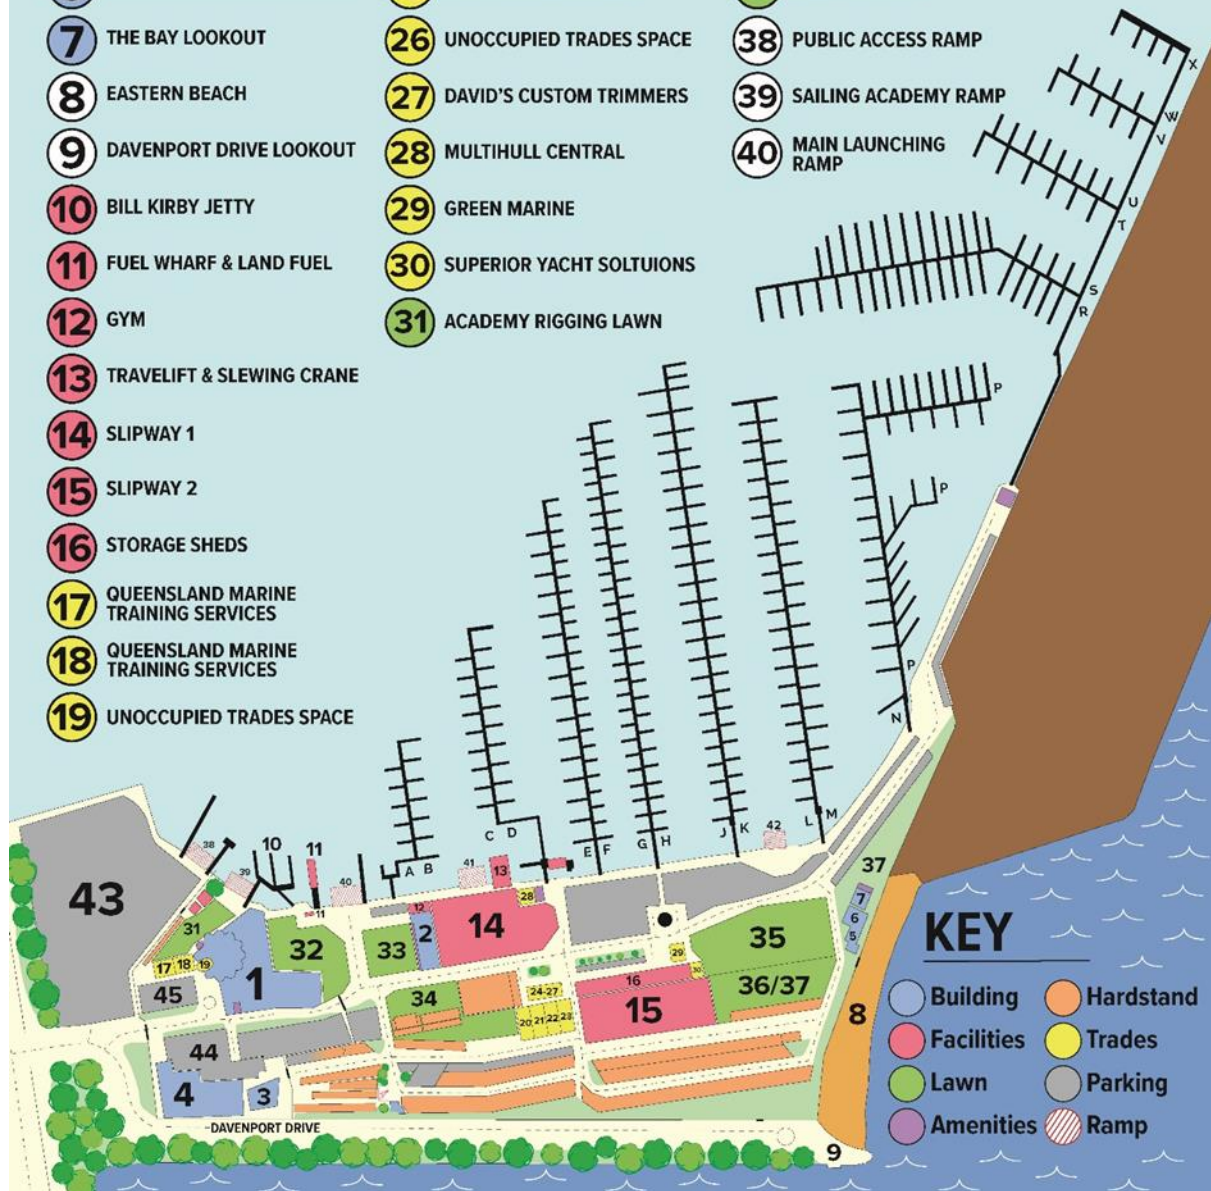 7 THE BAY LOOKOUT
8 EASTERN BEACH
9 DAVENPORT DRIVE LOOKOUT
10 BILL KIRBY JETTY
11 FUEL WHARF & LAND FUEL
12 GYM
13 TRAVELIFT & SLEWING CRANE
14 SLIPWAY 1
15 SLIPWAY 2
16 STORAGE SHEDS
17 QUEENSLAND MARINE
TRAINING SERVICES
18 QUEENSLAND MARINE
TRAINING SERVICES
19 UNOCCUPIED TRADES SPACE
26 UNOCCUPIED TRADES SPACE
27 DAVID'S CUSTOM TRIMMERS
28 MULTIHULL CENTRAL
29 GREEN MARINE
30 SUPERIOR YACHT SOLTUIONS
31 ACADEMY RIGGING LAWN
38 PUBLIC ACCESS RAMP
39 SAILING ACADEMY RAMP
40 MAIN LAUNCHING
RAMP
X
W
V
U
T
S
R
P
P
P
N
M
L
K
J
H
G
F
E
D
C
B
A
38
39
10
11
11
40
41
13
42
43
31
32
33
12
2
14
28
35
37
7
6
5
17 18 19
45
1
34
24-27
20 21 22 23
29
30
16
15
36/37
8
44
4
3
DAVENPORT DRIVE
9
KEY
Building
Hardstand
Facilities
Trades
Lawn
Parking
Amenities
Ramp